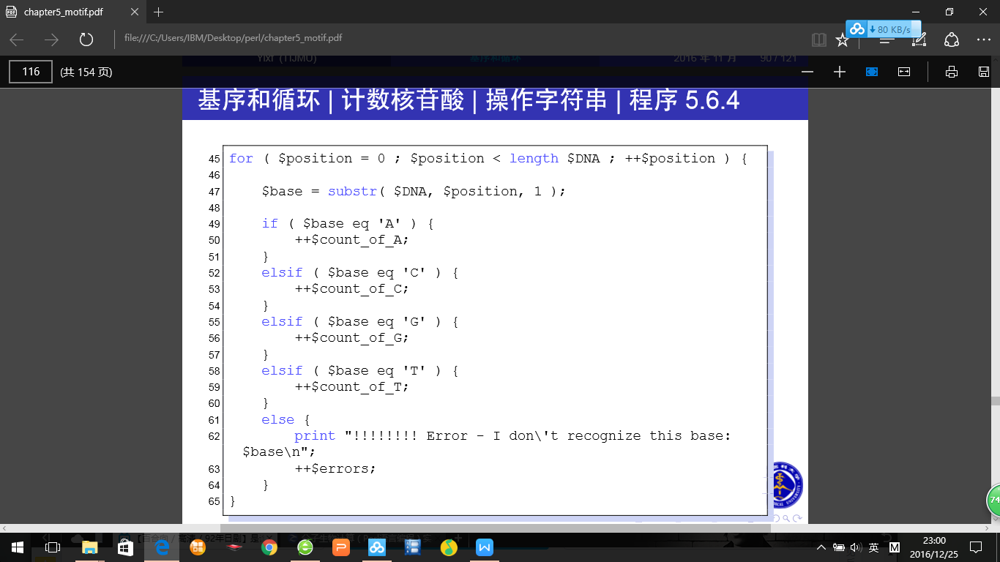 chapter5_motif.pdf
file:///C:/Users/IBM/Desktop/perl/chapter5_motif.pdf
80 KB/s
Yixf (TIJMU) 基序和循环 2016 年 11 月 90 / 121
116 (共 154 页)
基序和循环 | 计数核苷酸 | 操作字符串 | 程序 5.6.4
45 for ( $position = 0 ; $position < length $DNA ; ++$position ) {
46
47 $base = substr( $DNA, $position, 1 );
48
49 if ( $base eq 'A' ) {
50 ++$count_of_A;
51 }
52 elsif ( $base eq 'C' ) {
53 ++$count_of_C;
54 }
55 elsif ( $base eq 'G' ) {
56 ++$count_of_G;
57 }
58 elsif ( $base eq 'T' ) {
59 ++$count_of_T;
60 }
61 else {
62 print "!!!!!!!! Error - I don\'t recognize this base:
$base\n";
63 ++$errors;
64 }
65 }
74
英
23:00
2016/12/25